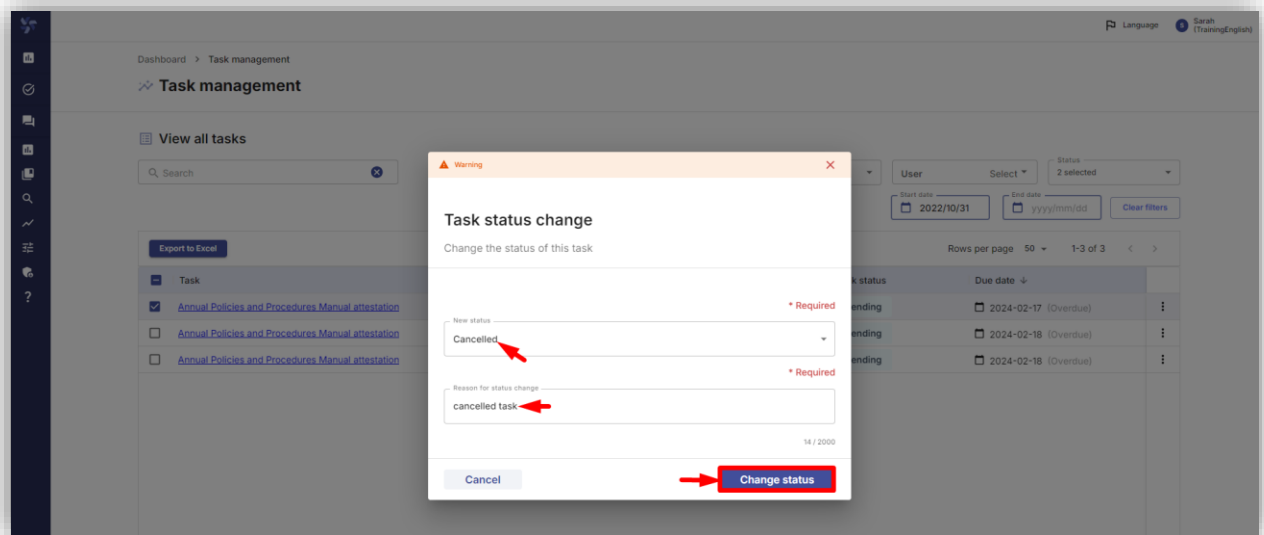 Language
S
Sarah
(TrainingEnglish)
Dashboard > Task management
Task management
View all tasks
Search
User
Select
Status
2 selected
Start date
2022/10/31
End date
yyyy/mm/dd
Clear filters
Export to Excel
Rows per page 50
1-3 of 3
Task
k status
Due date
Annual Policies and Procedures Manual attestation
ending
2024-02-17 (Overdue)
Annual Policies and Procedures Manual attestation
ending
2024-02-18 (Overdue)
Annual Policies and Procedures Manual attestation
ending
2024-02-18 (Overdue)
Warning
Task status change
Change the status of this task
* Required
New status
Cancelled
* Required
Reason for status change
cancelled task
14 / 2000
Cancel
Change status
?